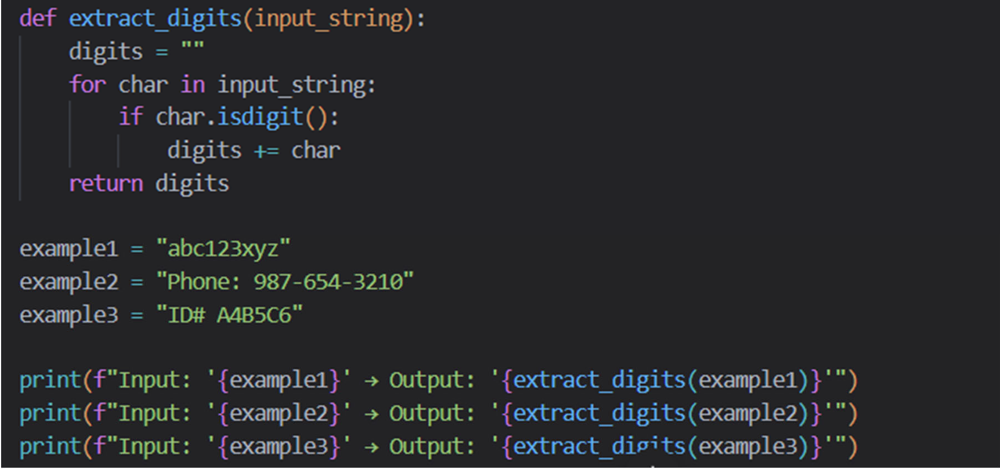 def extract_digits(input_string):
    digits = ""
    for char in input_string:
        if char.isdigit():
            digits += char
    return digits

example1 = "abc123xyz"
example2 = "Phone: 987-654-3210"
example3 = "ID# A4B5C6"

print(f"Input: '{example1}' → Output: '{extract_digits(example1)}'")
print(f"Input: '{example2}' → Output: '{extract_digits(example2)}'")
print(f"Input: '{example3}' → Output: '{extract_digits(example3)}'")